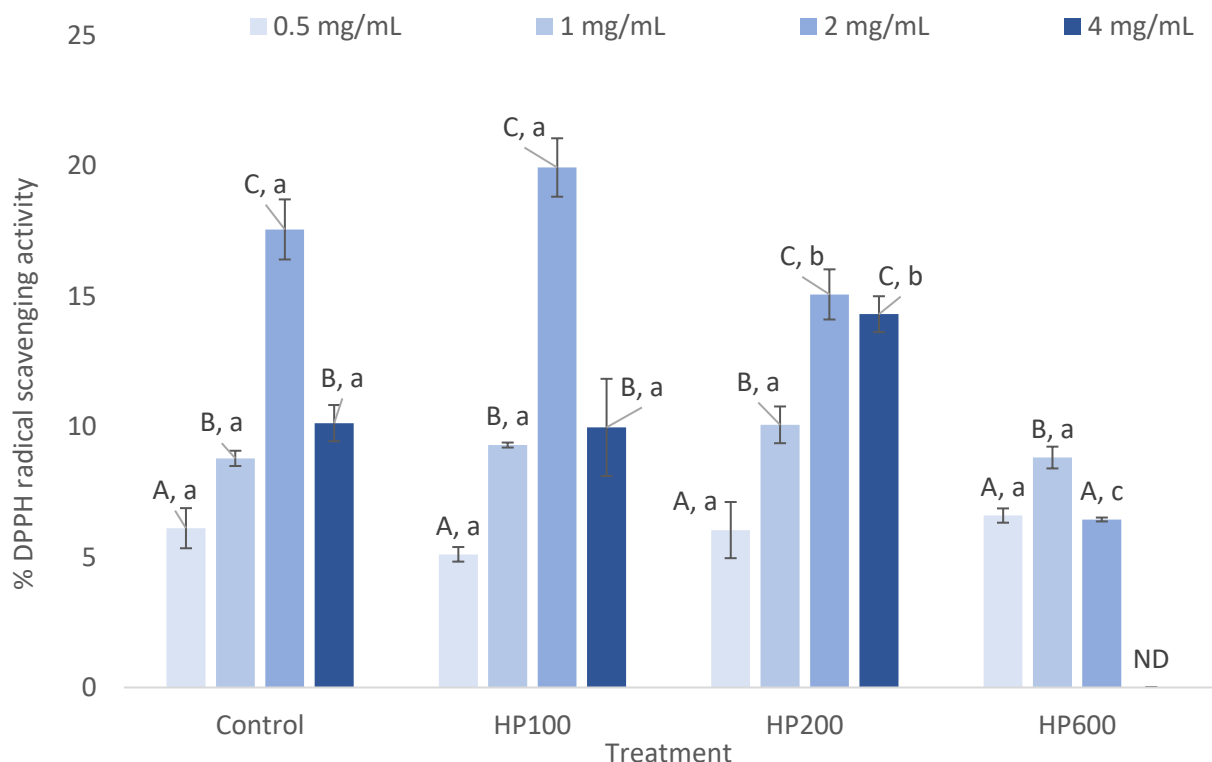 0.5 mg/mL 1 mg/mL 2 mg/mL 4 mg/mL
% DPPH radical scavenging activity
25
20
15
10
5
0
A, a
B, a
C, a
B, a
A, a
B, a
C, a
B, a
A, a
B, a
C, b
C, b
A, a
B, a
A, c
ND
Control HP100 HP200 HP600
Treatment